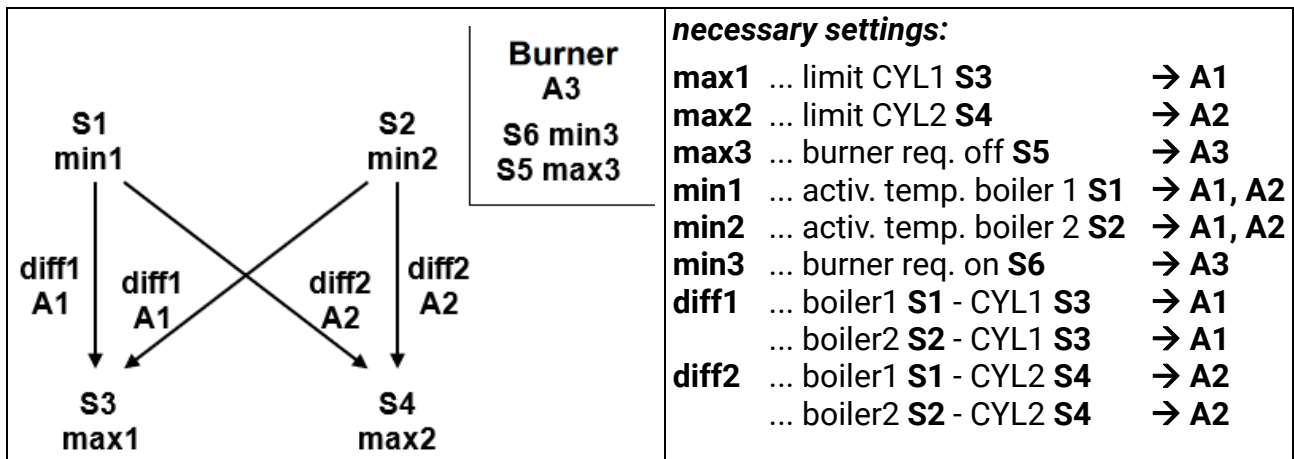 Burner
A3
S6 min3
S5 max3
S1
min1
S2
min2
diff1
A1
diff1
A1
diff2
A2
diff2
A2
S3
max1
S4
max2
necessary settings:
max1 ... limit CYL1 S3 → A1
max2 ... limit CYL2 S4 → A2
max3 ... burner req. off S5 → A3
min1 ... activ. temp. boiler 1 S1 → A1, A2
min2 ... activ. temp. boiler 2 S2 → A1, A2
min3 ... burner req. on S6 → A3
diff1 ... boiler1 S1 - CYL1 S3 → A1
... boiler2 S2 - CYL1 S3 → A1
diff2 ... boiler1 S1 - CYL2 S4 → A2
... boiler2 S2 - CYL2 S4 → A2